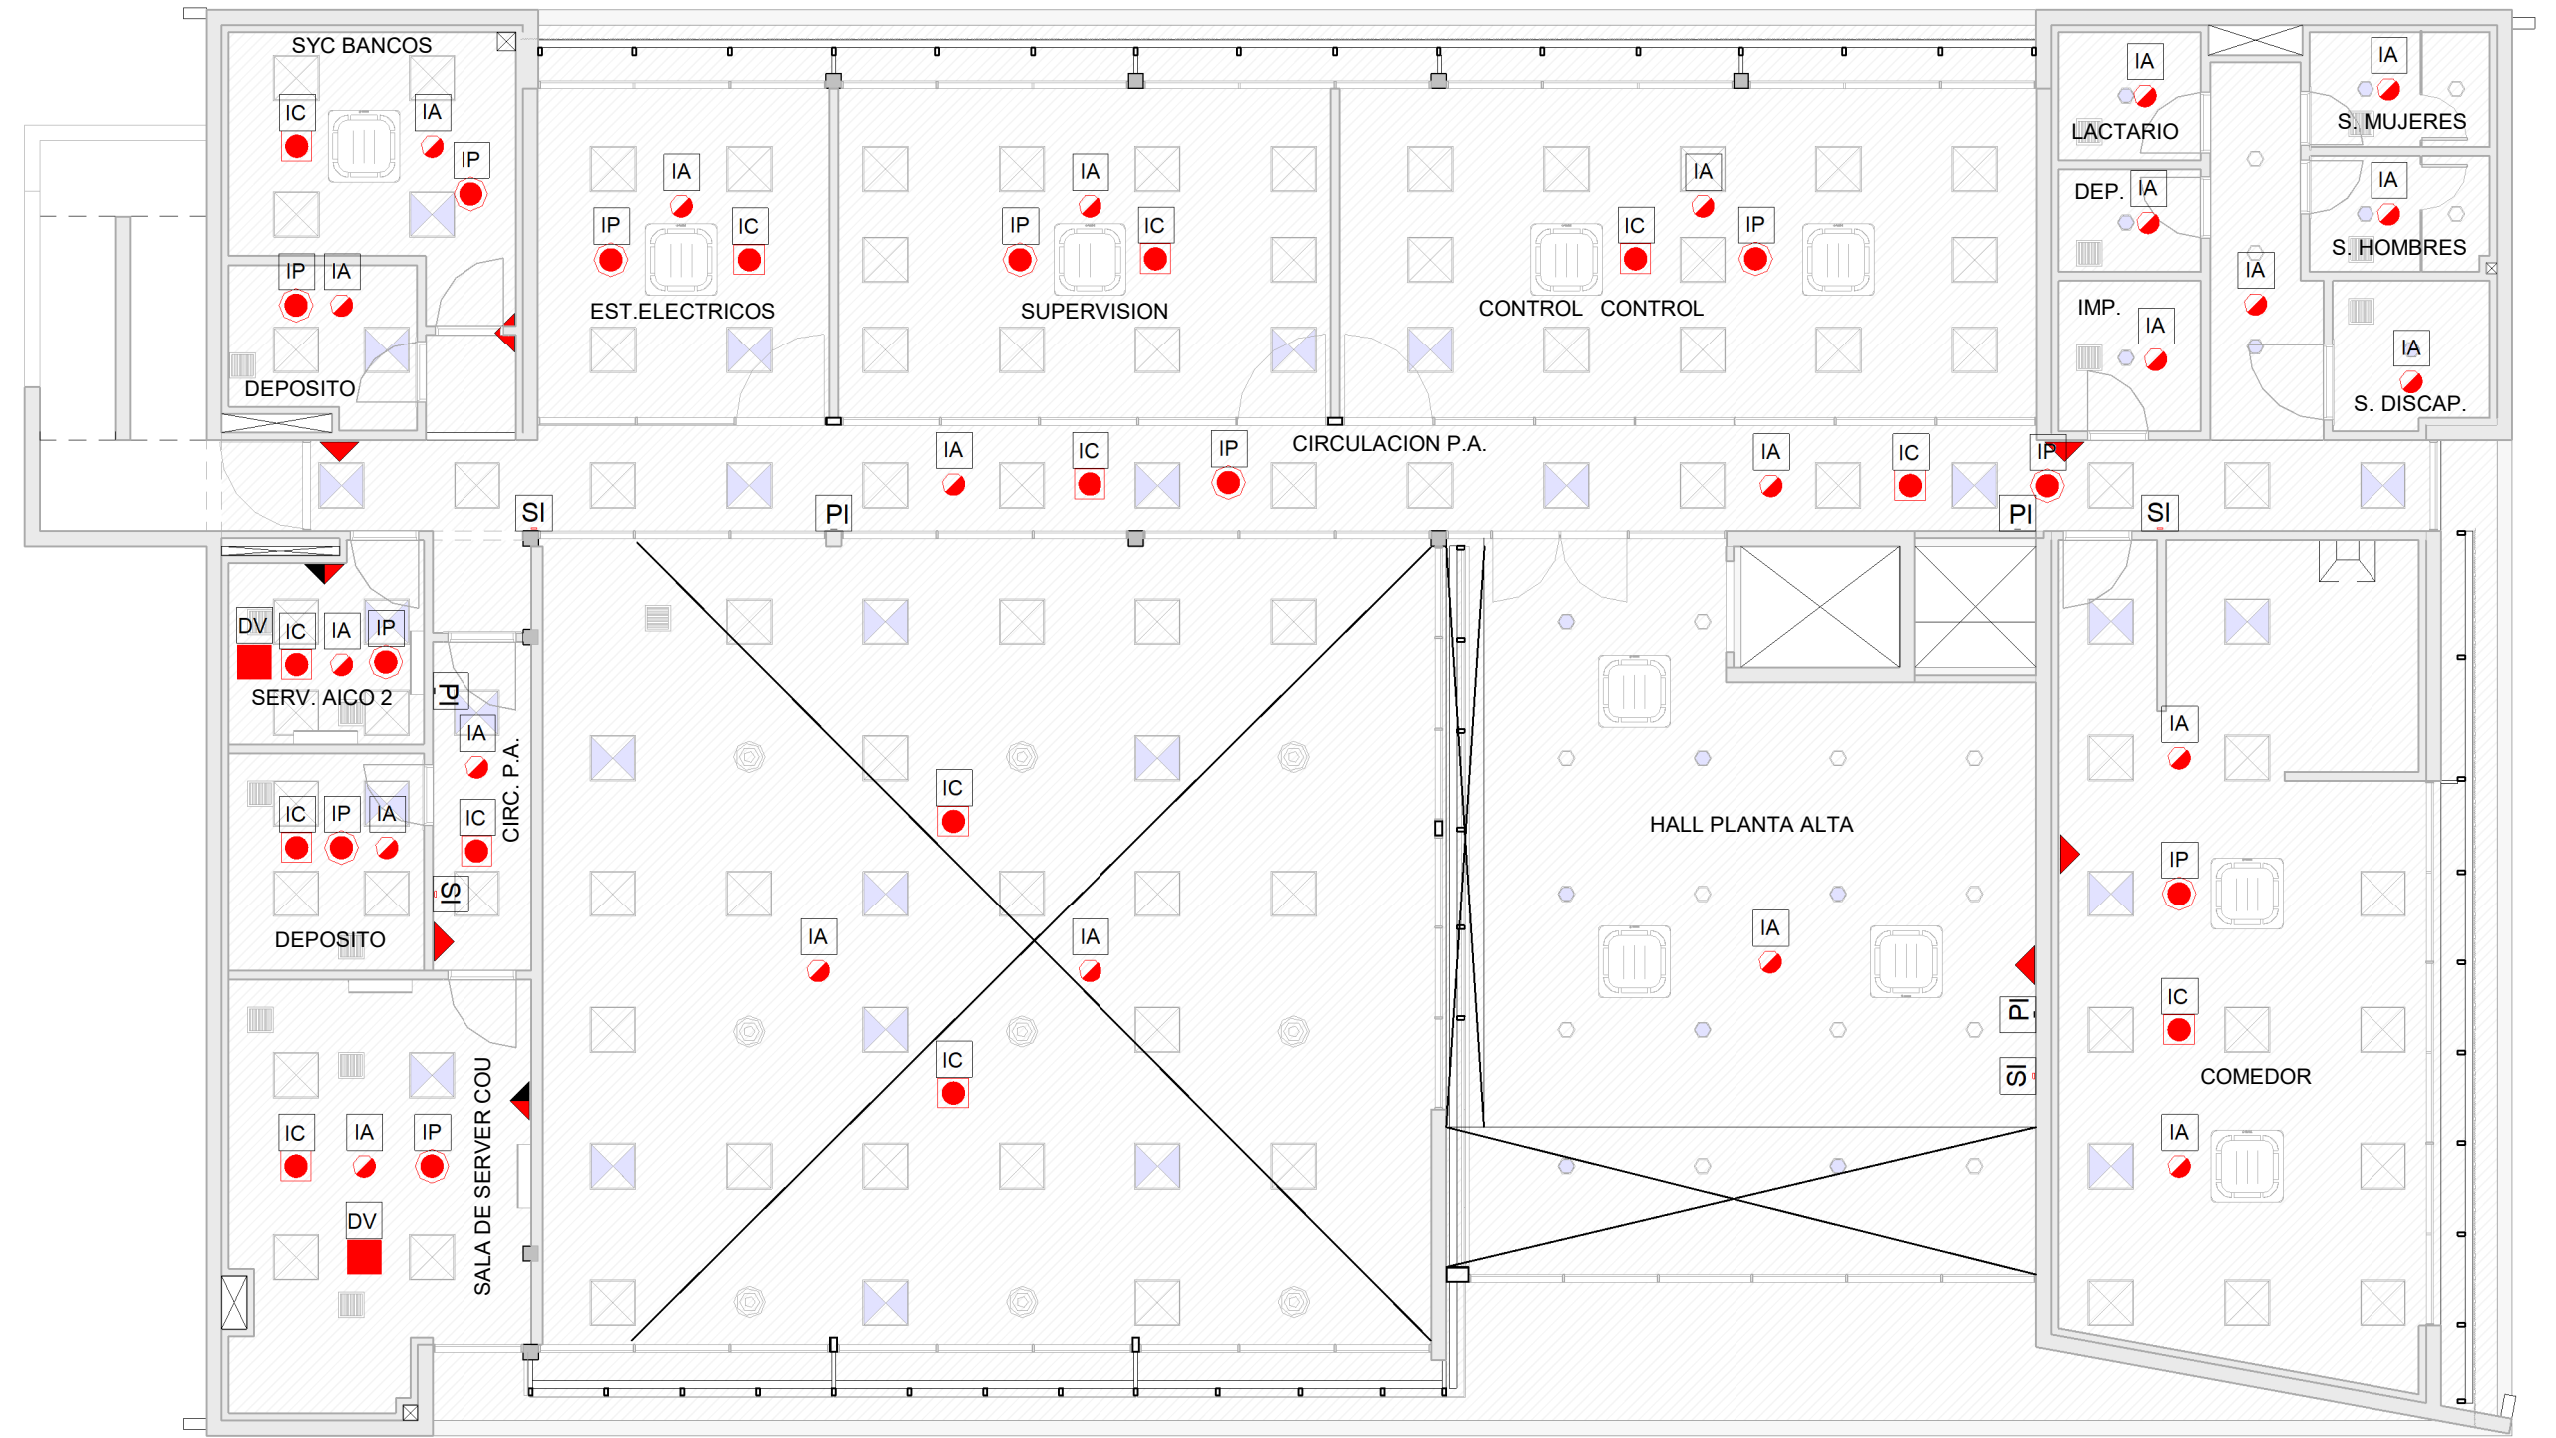 SYC BANCOS
IC
IA
IP
IP
IA
DEPOSITO
IA
IP
IC
EST.ELECTRICOS
IA
IP
IC
SUPERVISION
IA
IC
IP
CONTROL
CONTROL
IA
LACTARIO
DEP.
IA
IMP.
IA
IA
IA
S. MUJERES
IA
S. HOMBRES
IA
S. DISCAP.
CIRCULACION P.A.
IA
IC
IP
IA
IC
IP
SI
PI
PI
SI
DV
IC
IA
IP
SERV. AICO 2
PI
IA
IC
CIRC. P.A.
SI
IC
IP
IA
DEPOSITO
IC
IA
IP
DV
SALA DE SERVER COU
IC
IA
IA
IC
HALL PLANTA ALTA
IA
PI
SI
IA
IP
IC
COMEDOR
IA